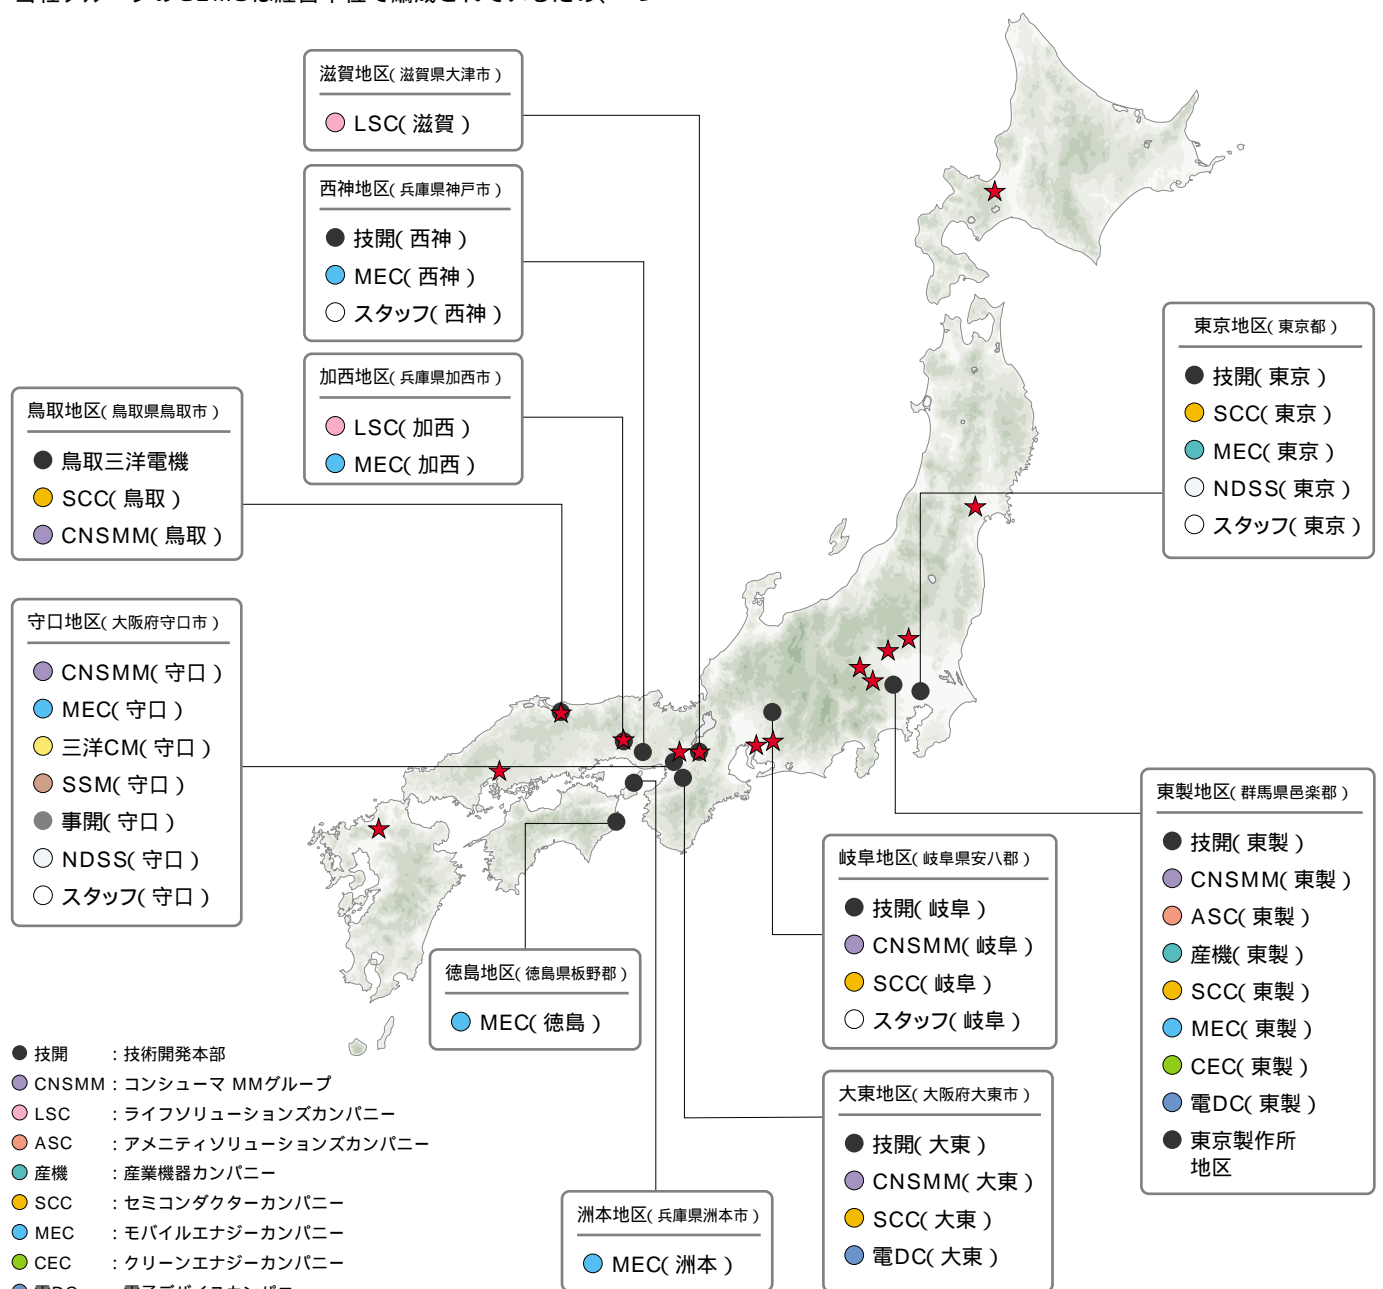 滋賀地区( 滋賀県大津市 )
LSC( 滋賀 )
西神地区( 兵庫県神戸市 )
技開( 西神 )
MEC( 西神 )
スタッフ( 西神 )
加西地区( 兵庫県加西市 )
LSC( 加西 )
MEC( 加西 )
鳥取地区( 鳥取県鳥取市 )
鳥取三洋電機
SCC( 鳥取 )
CNSMM( 鳥取 )
守口地区( 大阪府守口市 )
CNSMM( 守口 )
MEC( 守口 )
三洋CM( 守口 )
SSM( 守口 )
事開( 守口 )
NDSS( 守口 )
スタッフ( 守口 )
東京地区( 東京都 )
技開( 東京 )
SCC( 東京 )
MEC( 東京 )
NDSS( 東京 )
スタッフ( 東京 )
東製地区( 群馬県邑楽郡 )
技開( 東製 )
CNSMM( 東製 )
ASC( 東製 )
産機( 東製 )
SCC( 東製 )
MEC( 東製 )
CEC( 東製 )
電DC( 東製 )
東京製作所
地区
岐阜地区( 岐阜県安八郡 )
技開( 岐阜 )
CNSMM( 岐阜 )
SCC( 岐阜 )
スタッフ( 岐阜 )
徳島地区( 徳島県板野郡 )
MEC( 徳島 )
大東地区( 大阪府大東市 )
技開( 大東 )
CNSMM( 大東 )
SCC( 大東 )
電DC( 大東 )
洲本地区( 兵庫県洲本市 )
MEC( 洲本 )
技開 : 技術開発本部
CNSMM : コンシューマ MMグループ
LSC : ライフソリューションズカンパニー
ASC : アメニティソリューションズカンパニー
産機 : 産業機器カンパニー
SCC : セミコンダクターカンパニー
MEC : モバイルエナジーカンパニー
CEC : クリーンエナジーカンパニー